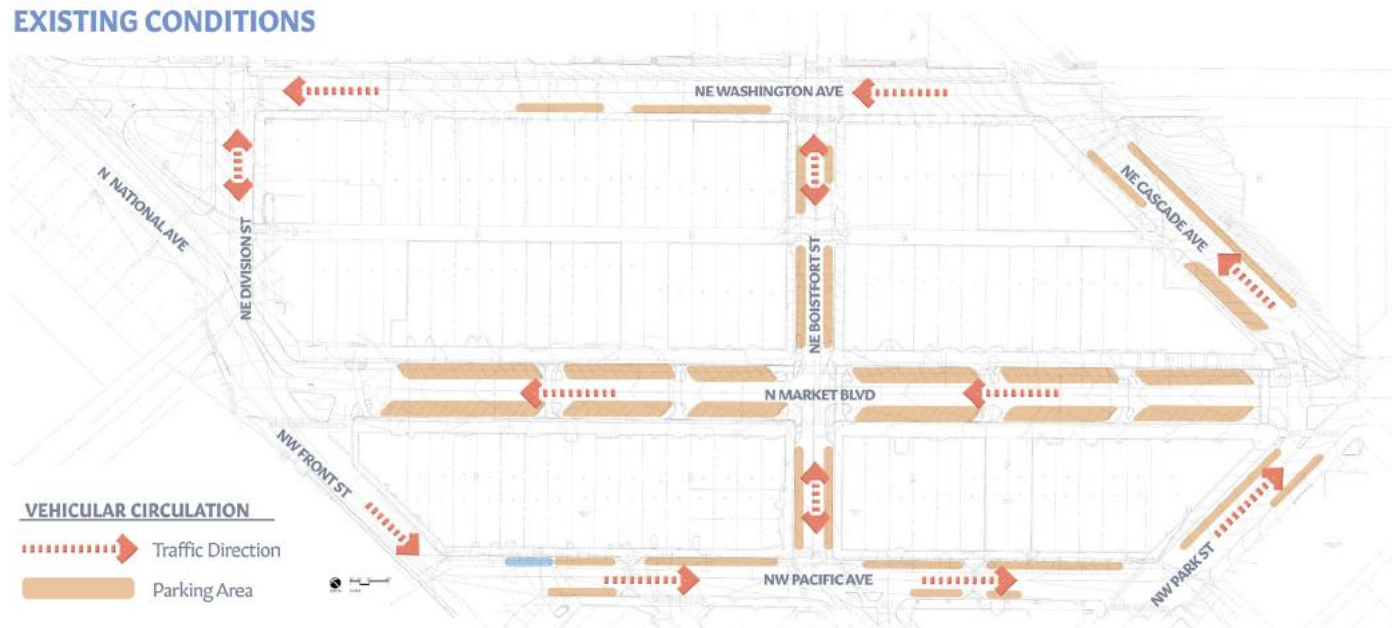 EXISTING CONDITIONS
NE WASHINGTON AVE
N NATIONAL AVE
NE DIVISION ST
NE BOISTFORT ST
NE CASCADE AVE
N MARKET BLVD
NW FRONT ST
NW PACIFIC AVE
NW PARK ST
VEHICULAR CIRCULATION
Traffic Direction
Parking Area